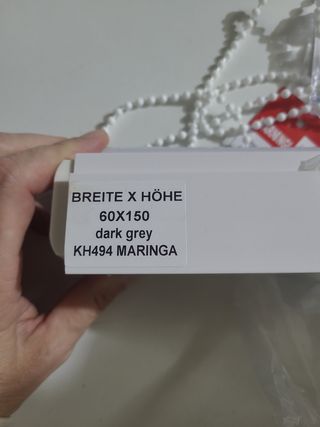 BREITE X HÖHE
60X150
dark grey
KH494 MARINGA